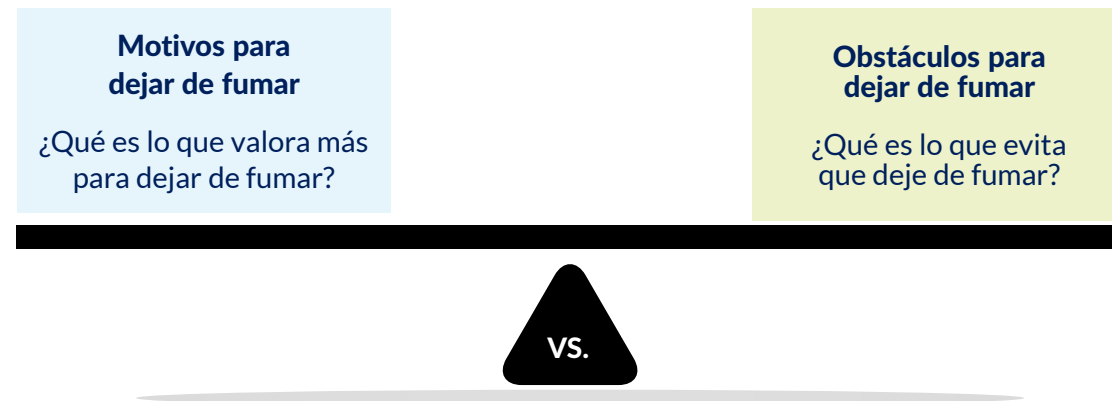 Motivos para
dejar de fumar
¿Qué es lo que valora más
para dejar de fumar?
Obstáculos para
dejar de fumar
¿Qué es lo que evita
que deje de fumar?
VS.